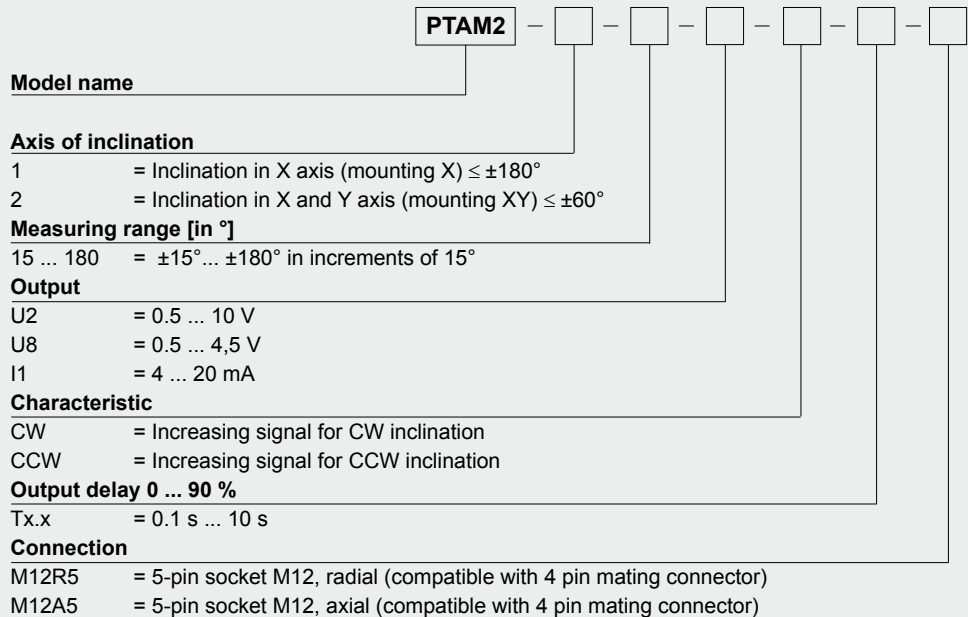 PTAM2 – – – – – –
Model name
Axis of inclination
1 = Inclination in X axis (mounting X) ≤ ±180°
2 = Inclination in X and Y axis (mounting XY) ≤ ±60°
Measuring range [in °]
15 ... 180 = ±15°... ±180° in increments of 15°
Output
U2 = 0.5 ... 10 V
U8 = 0.5 ... 4,5 V
I1 = 4 ... 20 mA
Characteristic
CW = Increasing signal for CW inclination
CCW = Increasing signal for CCW inclination
Output delay 0 ... 90 %
Tx.x = 0.1 s ... 10 s
Connection
M12R5 = 5-pin socket M12, radial (compatible with 4 pin mating connector)
M12A5 = 5-pin socket M12, axial (compatible with 4 pin mating connector)